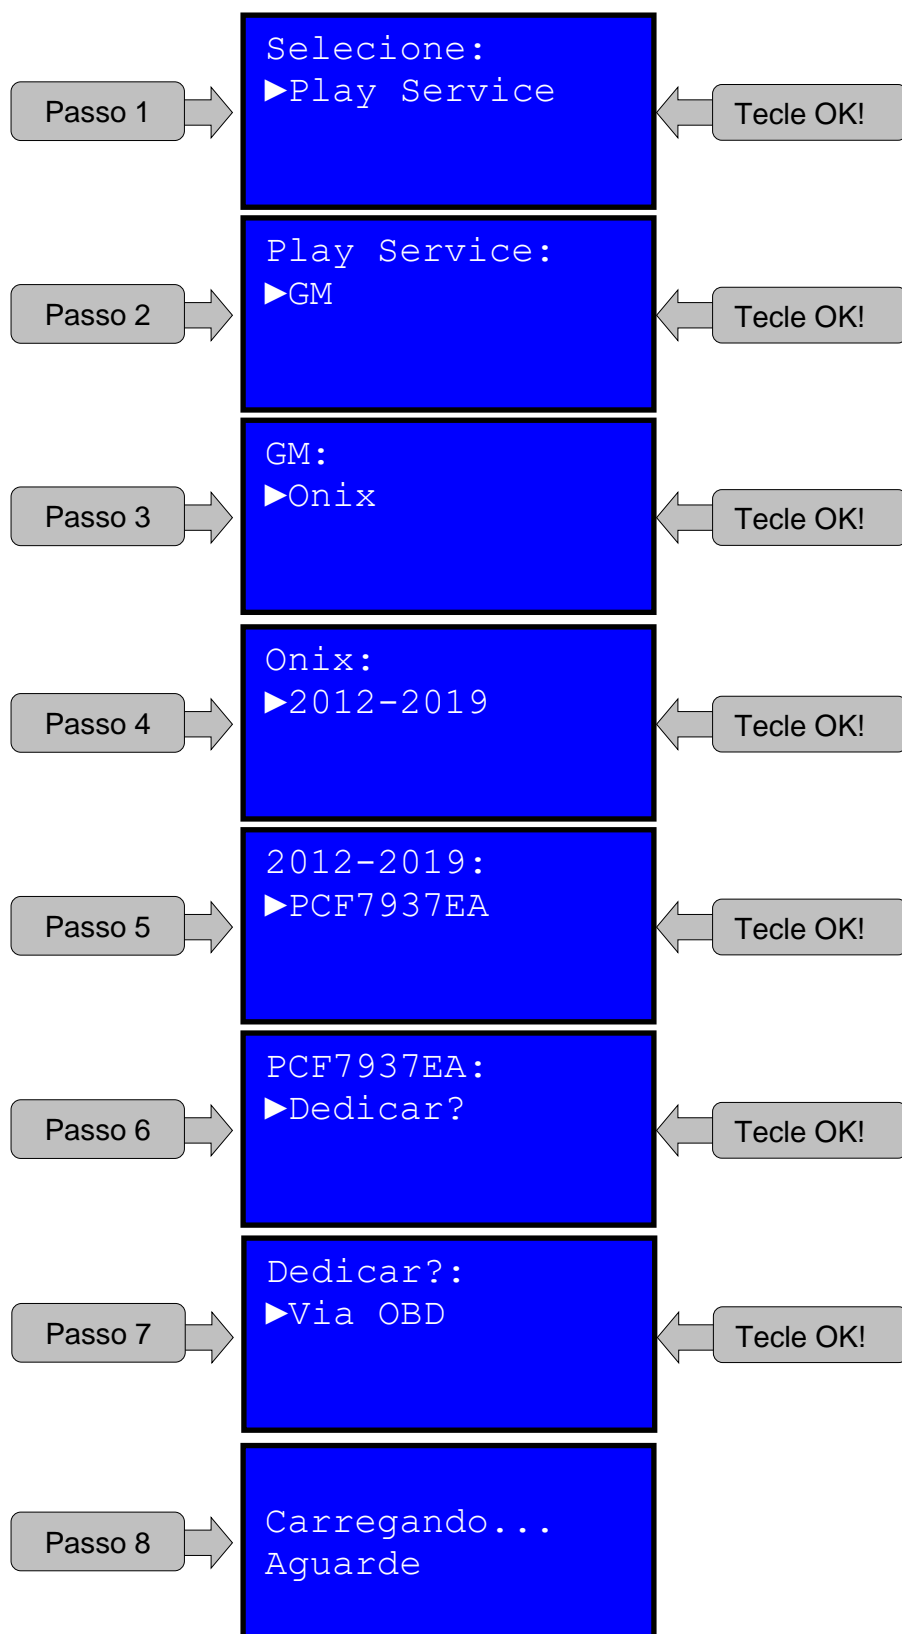 Passo 1
Selecione:
►Play Service
Tecle OK!
Passo 2
Play Service:
►GM
Tecle OK!
Passo 3
GM:
►Onix
Tecle OK!
Passo 4
Onix:
►2012-2019
Tecle OK!
Passo 5
2012-2019:
►PCF7937EA
Tecle OK!
Passo 6
PCF7937EA:
►Dedicar?
Tecle OK!
Passo 7
Dedicar?:
►Via OBD
Tecle OK!
Passo 8
Carregando...
Aguarde